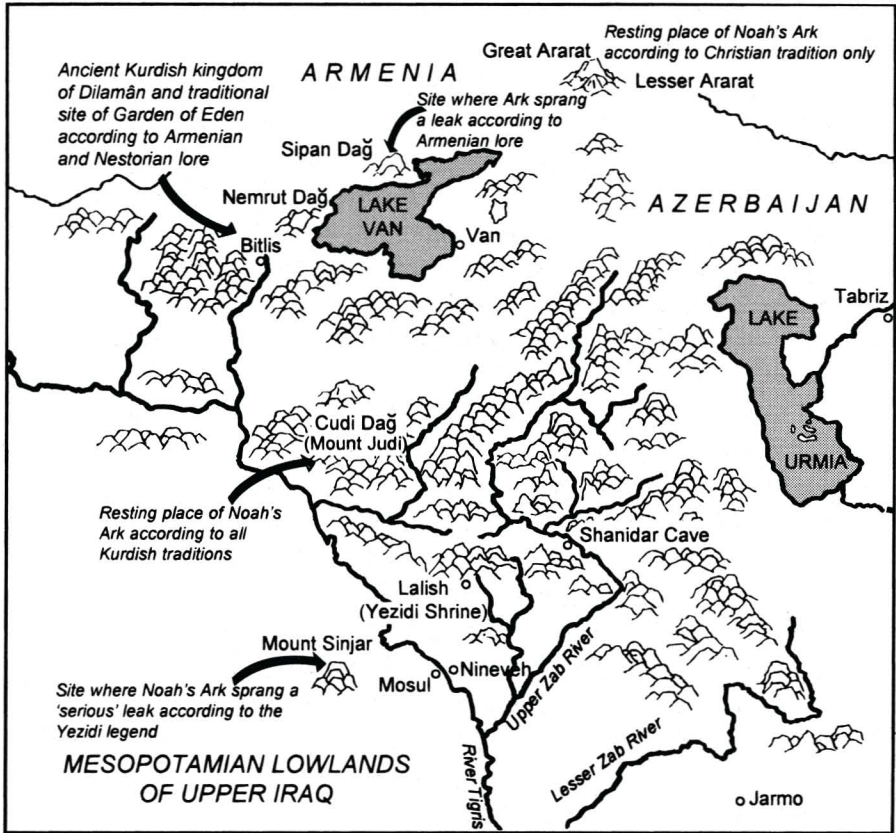 Resting place of Noah's Ark
according to Christian tradition only
Great Ararat
Lesser Ararat
ARMENIA
Ancient Kurdish kingdom
of Dilamân and traditional
site of Garden of Eden
according to Armenian
and Nestorian lore
Site where Ark sprang
a leak according to
Armenian lore
Sipan Dağ
Nemrut Dağ
LAKE
VAN
Van
Bitlis
AZERBAIJAN
Tabriz
LAKE
URMIA
Cudi Dağ
(Mount Judi)
Resting place of Noah's
Ark according to all
Kurdish traditions
Shanidar Cave
Lalish
(Yezidi Shrine)
Mount Sinjar
Nineveh
Mosul
Upper Zab River
Site where Noah's Ark sprang a
'serious' leak according to the
Yezidi legend
MESOPOTAMIAN LOWLANDS
OF UPPER IRAQ
River Tigris
Lesser Zab River
Jarmo